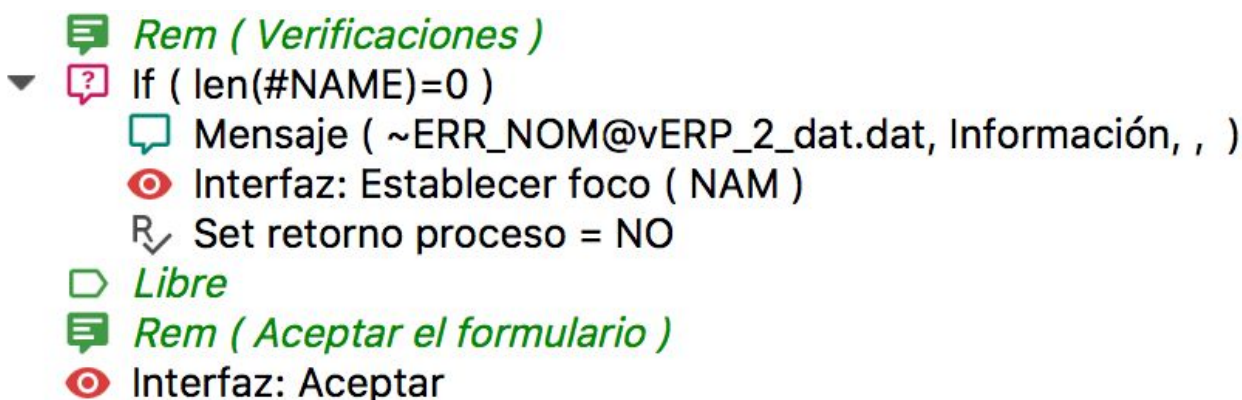 Rem ( Verificaciones )
If ( len(#NAME)=0 )
Mensaje ( ~ERR_NOM@vERP_2_dat.dat, Información, , )
Interfaz: Establecer foco ( NAM )
Set retorno proceso = NO
Libre
Rem ( Aceptar el formulario )
Interfaz: Aceptar